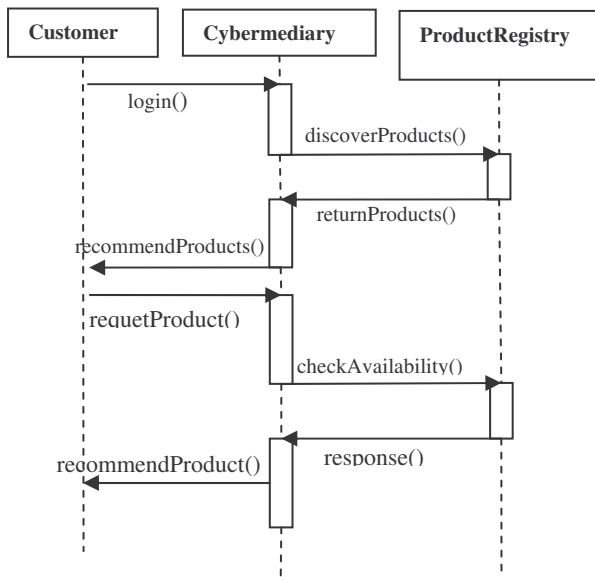 Customer
Cybermediary
ProductRegistry
login()
discoverProducts()
returnProducts()
recommendProducts()
requetProduct()
checkAvailability()
response()
recommendProduct()